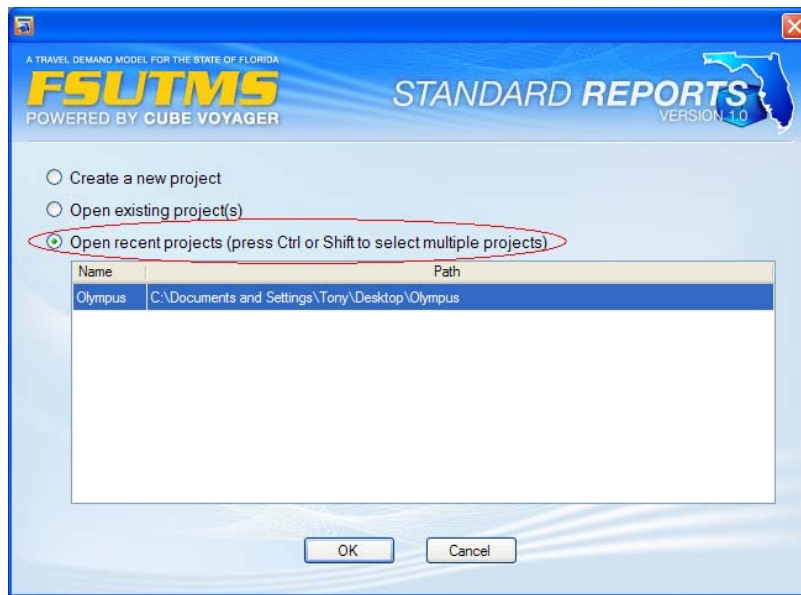 A TRAVEL DEMAND MODEL FOR THE STATE OF FLORIDA
FSUTMS
POWERED BY CUBE VOYAGER
STANDARD REPORTS
VERSION 1.0
Create a new project
Open existing project(s)
Open recent projects (press Ctrl or Shift to select multiple projects)
Name Path
Olympus C:\Documents and Settings\Tony\Desktop\Olympus
OK Cancel